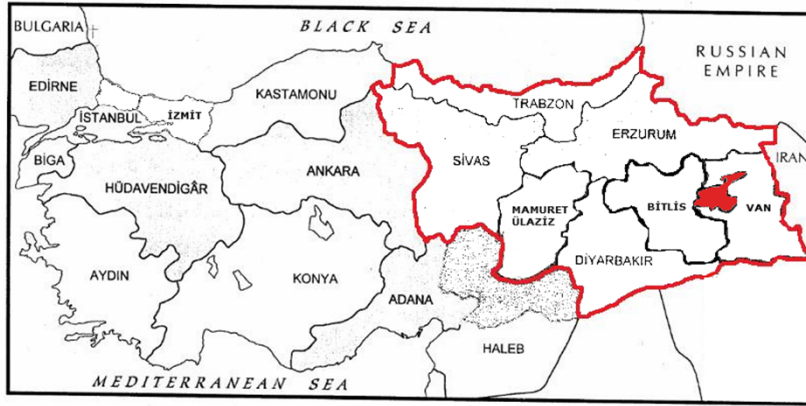 BLACK SEA
BULGARIA
RUSSIAN
EMPIRE
EDİRNE
KASTAMONU
TRABZON
İSTANBUL
İZMİT
ERZURUM
BİGA
ANKARA
SİVAS
IRAN
HÜDAVENDİGÂR
MAMURET
ÜLAZİZ
BİTLİS
VAN
DİYARBAKIR
AYDIN
KONYA
ADANA
HALEB
MEDITERRANEAN SEA